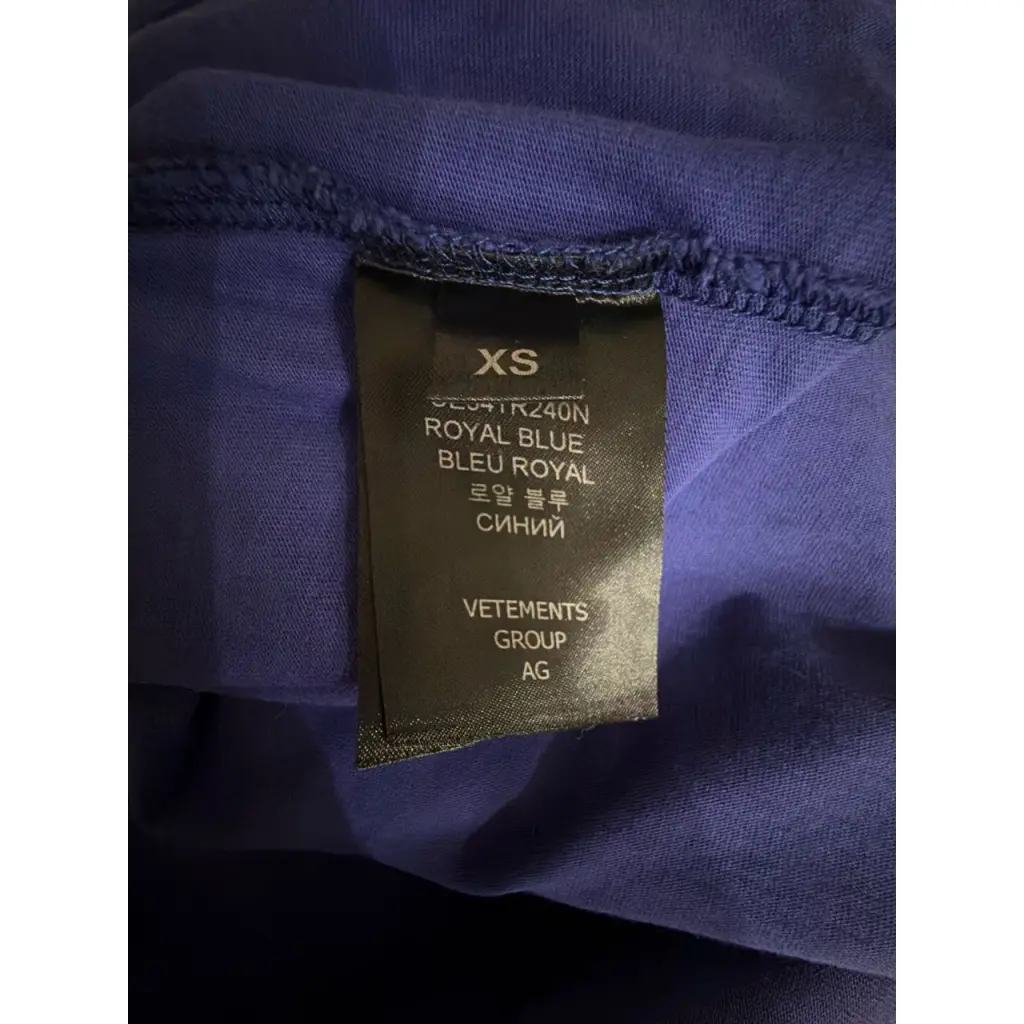 XS
ROYAL BLUE
BLEU ROYAL
로얄 블루
СИНИЙ
VETEMENTS
GROUP
AG